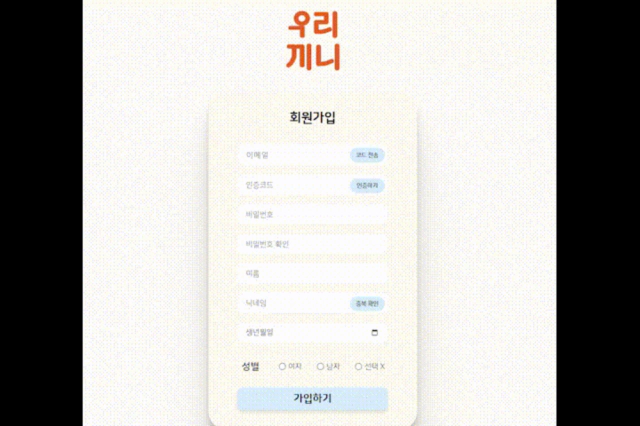 우리
끼니
회원가입
이메일 코드 전송
인증코드 인증하기
비밀번호
비밀번호 확인
이름
닉네임 중복 확인
생년월일
성별 여자 남자 선택 X
가입하기